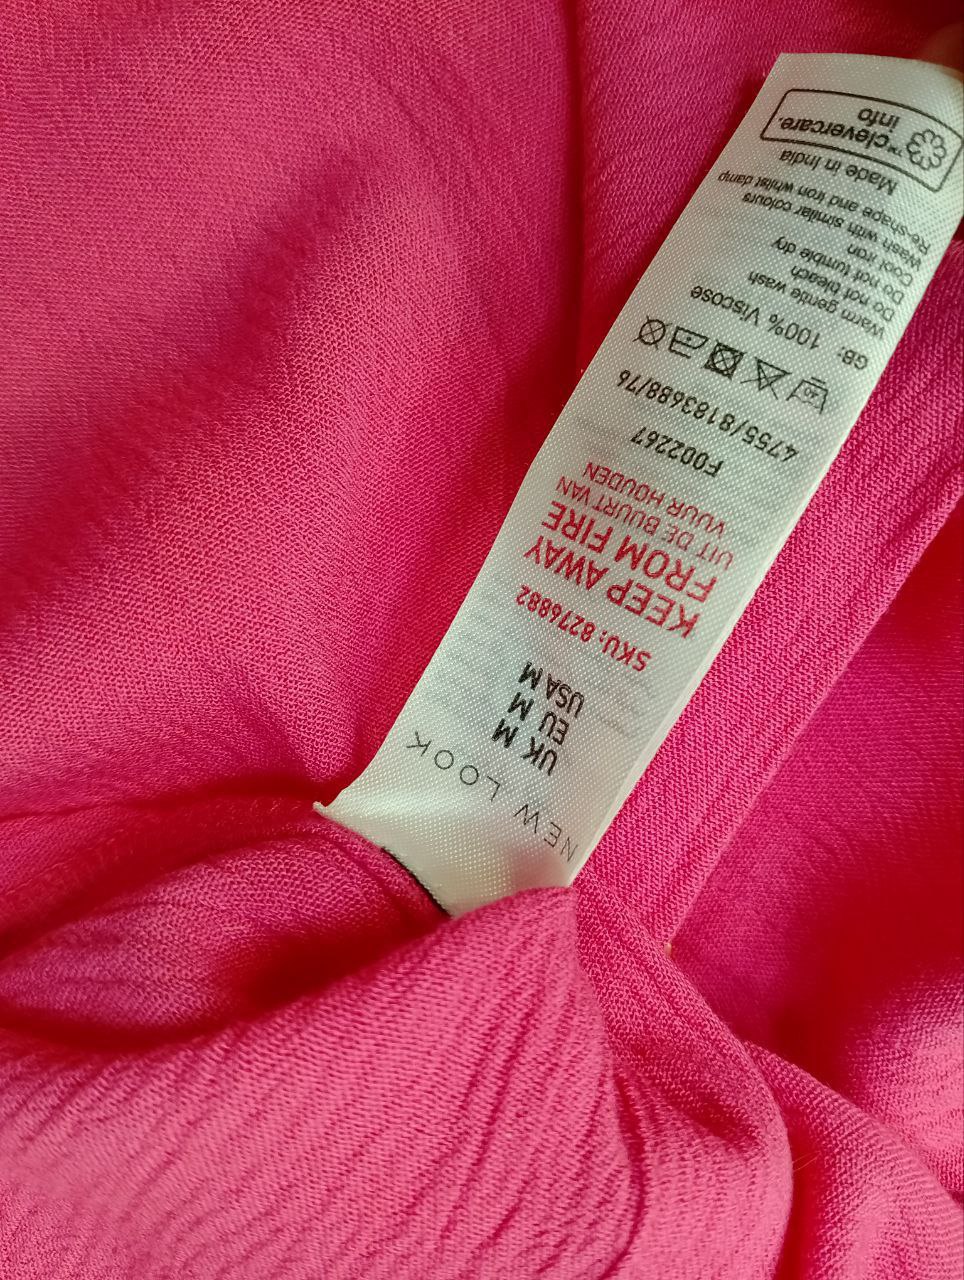 NEW LOOK
UK M
EU M
USA M
SKU: 8276882
KEEP AWAY
FROM FIRE
UIT DE BUURT VAN
VUUR HOUDEN
F002267
4755/8183688/76
40
GB: 100% Viscose
Warm gentle wash
Do not bleach
Do not tumble dry
Cool iron
Wash with similar colours
Re-shape and iron whilst damp
Made in India
™clevercare.
info